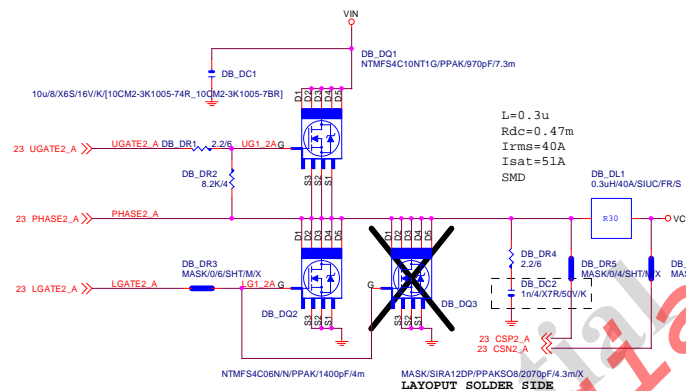 VIN
DB_DQ1
NTMFS4C10NT1G/PPAK/970pF/7.3m
DB_DC1
10u/8/X6S/16V/K/[10CM2-3K1005-74R_10CM2-3K1005-7BR]
D1 D2 D3 D4 D5
L=0.3u
Rdc=0.47m
Irms=40A
Isat=51A
SMD
23 UGATE2_A UGATE2_A DB_DR1 2.2/6 UG1_2A G
S3 S2 S1
DB_DR2
8.2K/4
DB_DL1
0.3uH/40A/SIUC/FR/S
23 PHASE2_A PHASE2_A
R30
VC
D1 D2 D3 D4 D5
D1 D2 D3 D4 D5
DB_DR3
MASK/0/6/SHT/M/X
DB_DR4
2.2/6
DB_DR5
MASK/0/4/SHT/M/X
DB_
MAS
23 LGATE2_A LGATE2_A LG1_2A G
G
DB_DC2
1n/4/X7R/50V/K
S3 S2 S1
S3 S2 S1
DB_DQ2
DB_DQ3
23 CSP2_A
23 CSN2_A
NTMFS4C06N/N/PPAK/1400pF/4m
MASK/SIRA12DP/PPAKSO8/2070pF/4.3m/X
LAYOPUT SOLDER SIDE